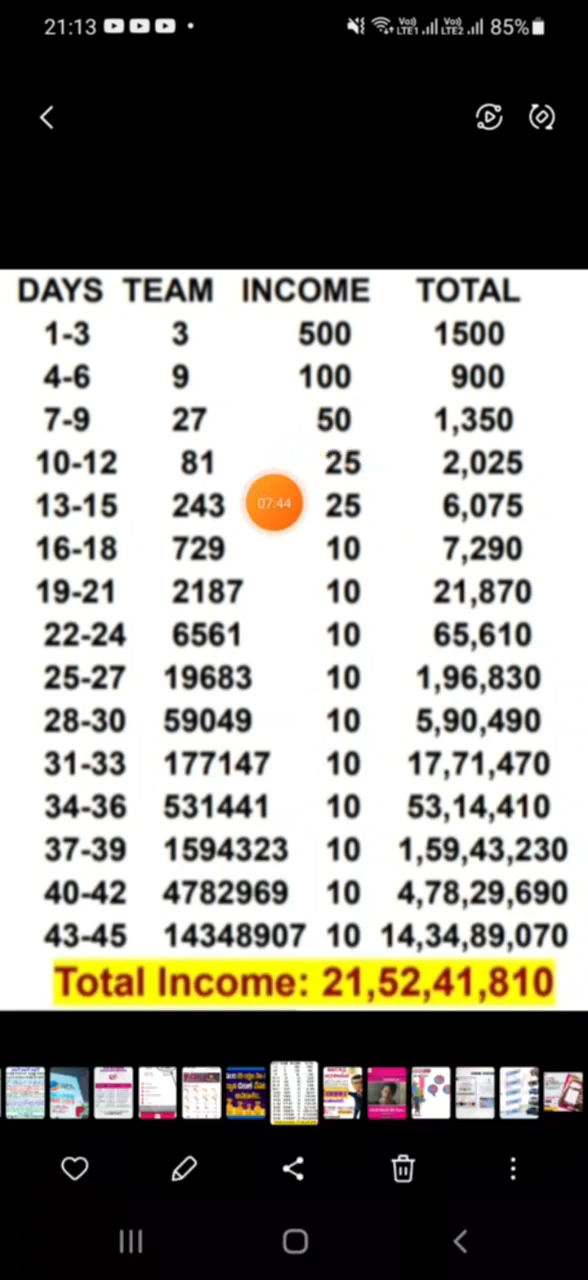 21:13
Vo)) LTE1 Vo)) LTE2 85%
DAYS TEAM INCOME TOTAL
1-3 3 500 1500
4-6 9 100 900
7-9 27 50 1,350
10-12 81 25 2,025
13-15 243 07:44 25 6,075
16-18 729 10 7,290
19-21 2187 10 21,870
22-24 6561 10 65,610
25-27 19683 10 1,96,830
28-30 59049 10 5,90,490
31-33 177147 10 17,71,470
34-36 531441 10 53,14,410
37-39 1594323 10 1,59,43,230
40-42 4782969 10 4,78,29,690
43-45 14348907 10 14,34,89,070
Total Income: 21,52,41,810